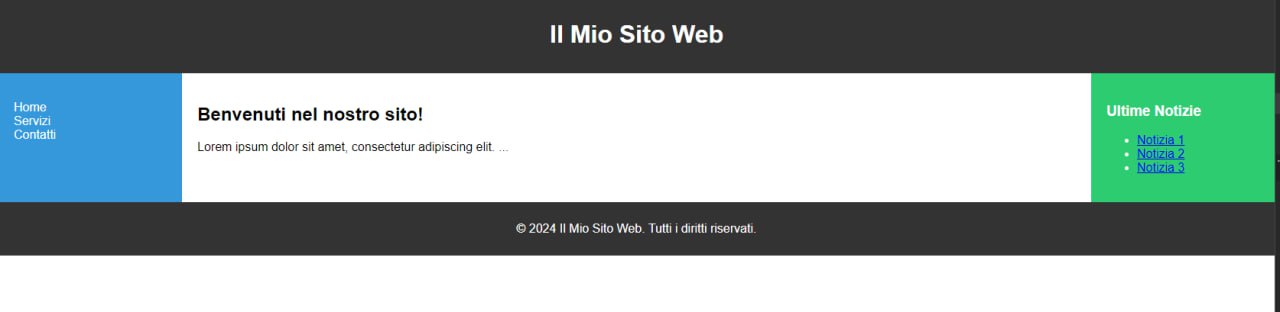 Il Mio Sito Web
Home
Servizi
Contatti
Benvenuti nel nostro sito!
Lorem ipsum dolor sit amet, consectetur adipiscing elit. ...
Ultime Notizie
Notizia 1
Notizia 2
Notizia 3
© 2024 Il Mio Sito Web. Tutti i diritti riservati.